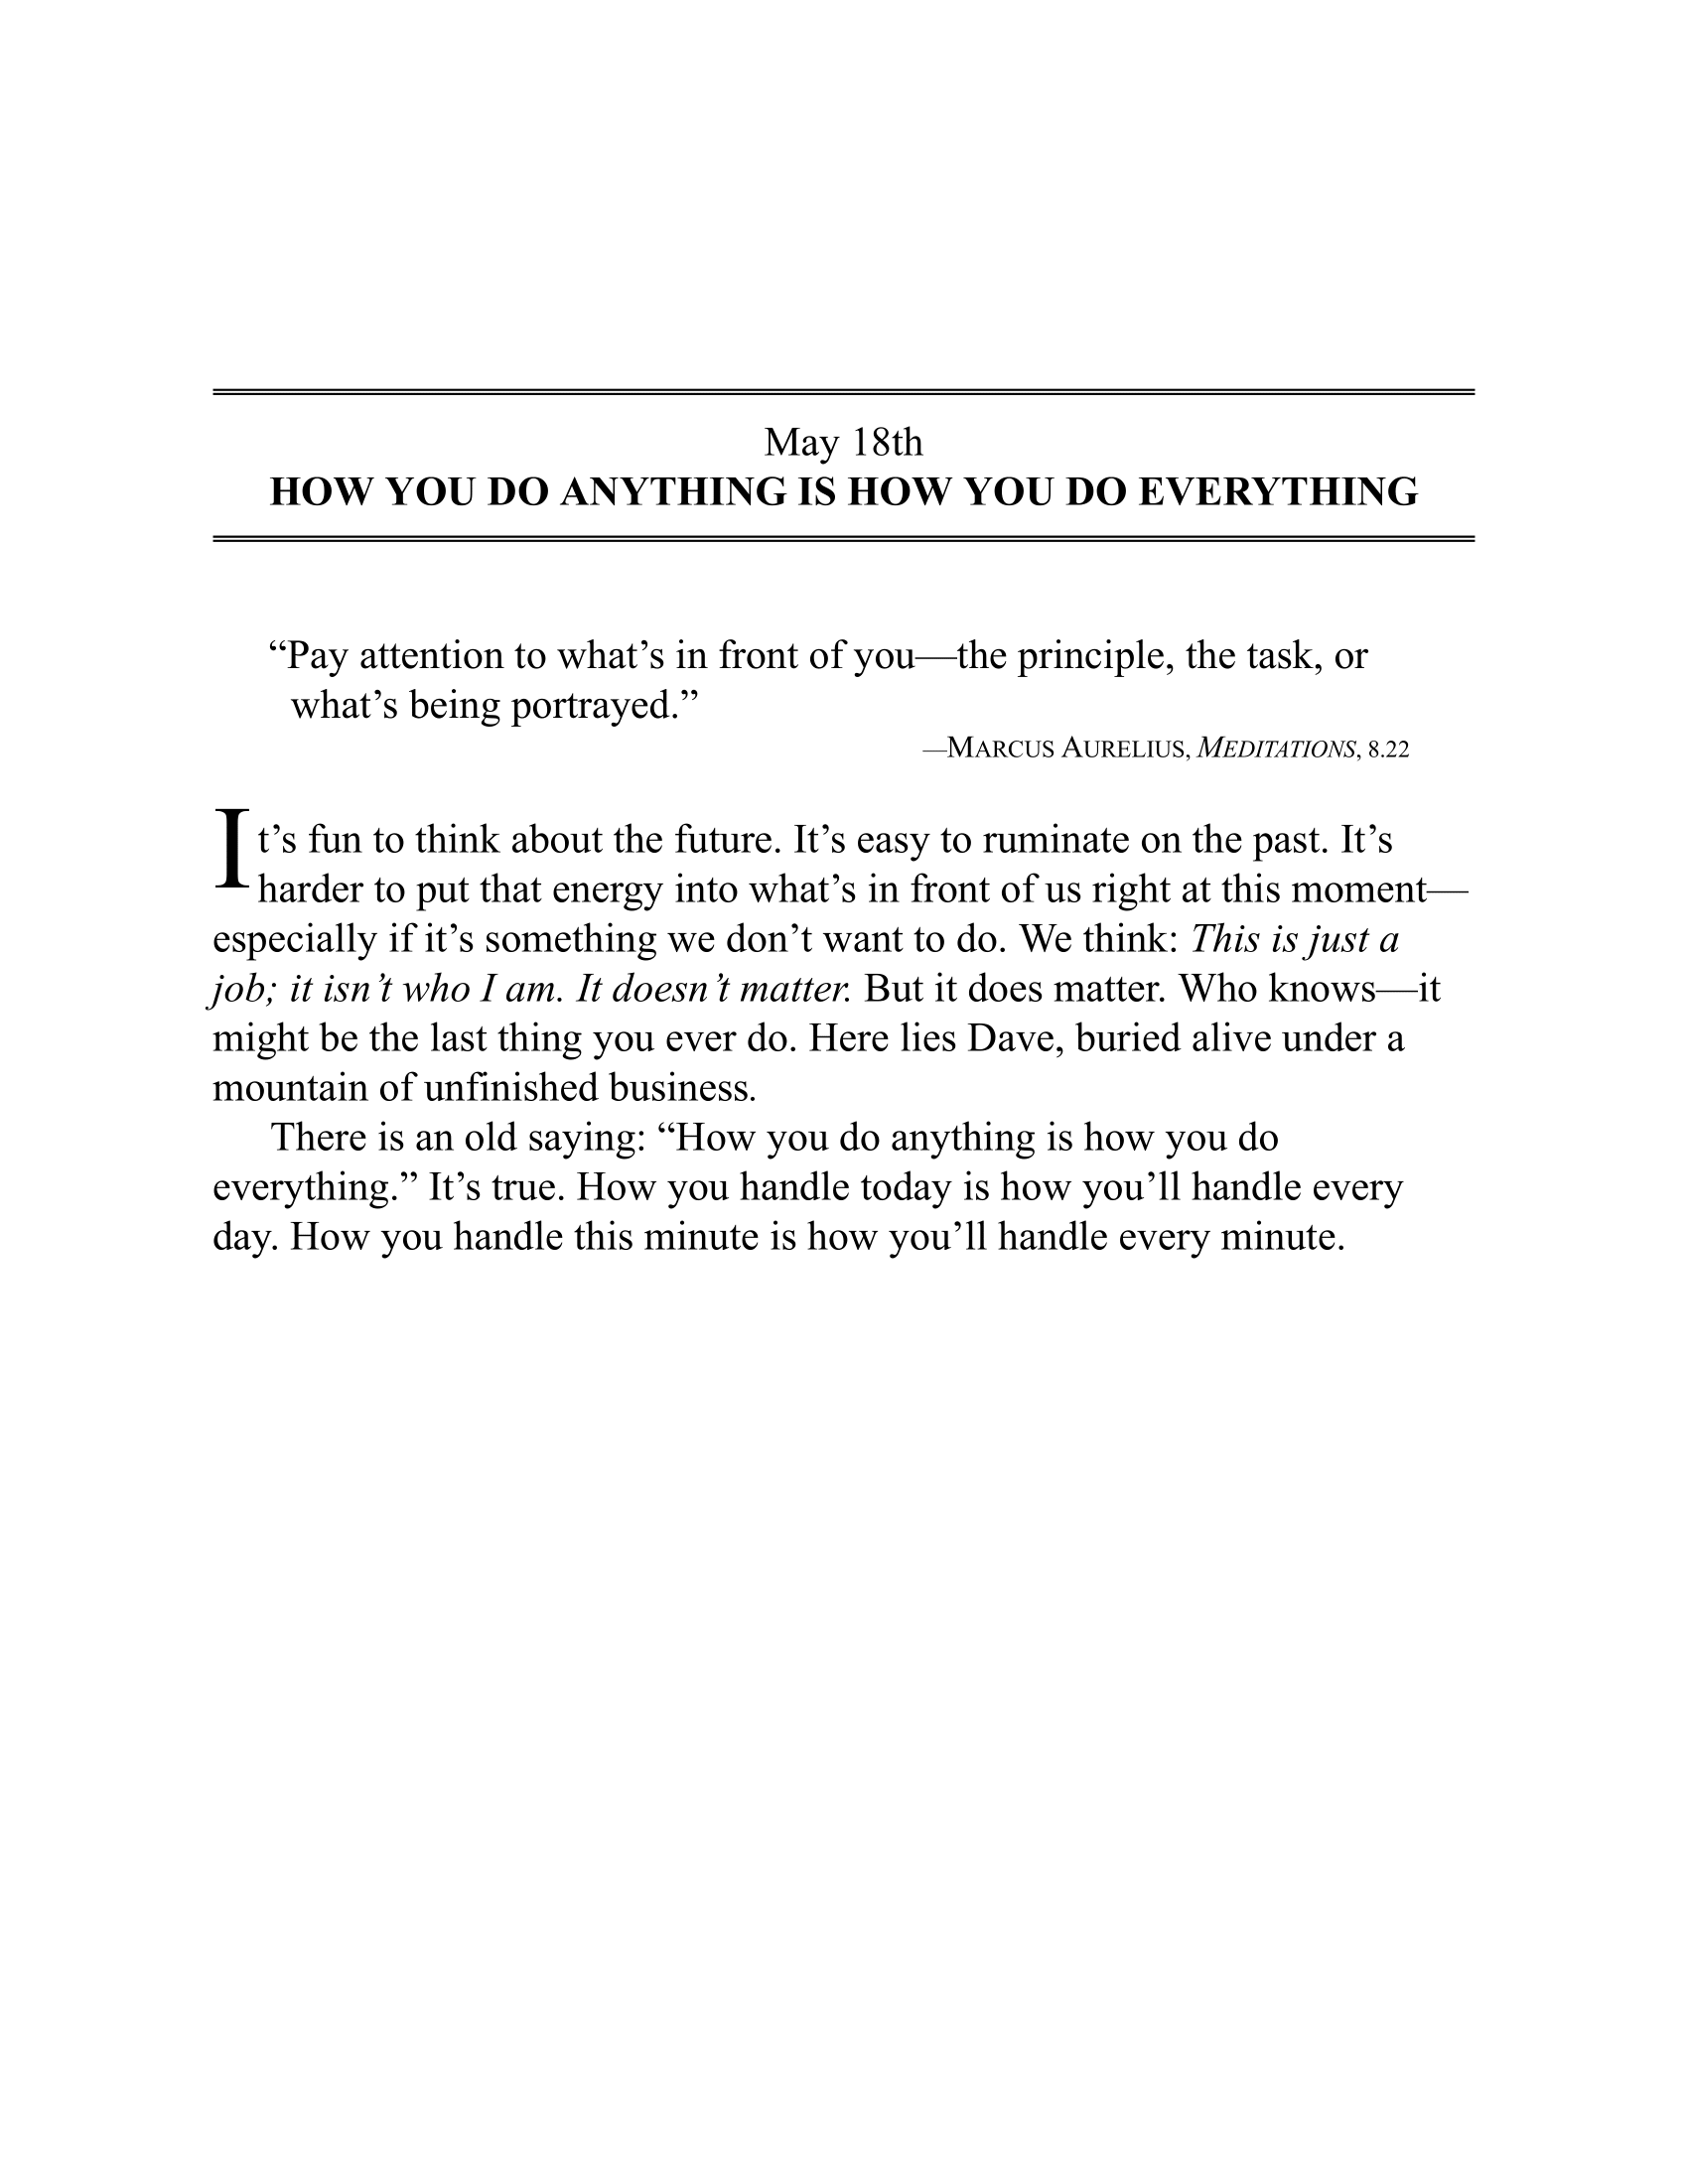 May 18th
HOW YOU DO ANYTHING IS HOW YOU DO EVERYTHING
“Pay attention to what’s in front of you—the principle, the task, or
what’s being portrayed.”
—MARCUS AURELIUS, MEDITATIONS, 8.22
It’s fun to think about the future. It’s easy to ruminate on the past. It’s
harder to put that energy into what’s in front of us right at this moment—
especially if it’s something we don’t want to do. We think: This is just a
job; it isn’t who I am. It doesn’t matter. But it does matter. Who knows—it
might be the last thing you ever do. Here lies Dave, buried alive under a
mountain of unfinished business.
There is an old saying: “How you do anything is how you do
everything.” It’s true. How you handle today is how you’ll handle every
day. How you handle this minute is how you’ll handle every minute.